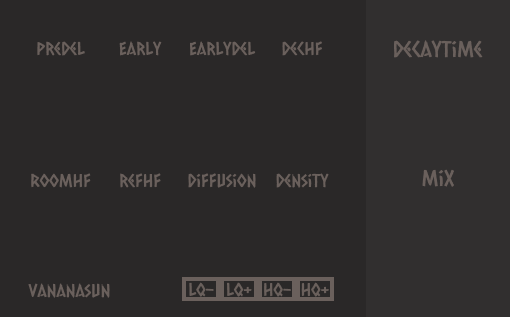 PREDEL EARLY EARLYDEL DECHF DECAYTiME
ROOMHF REFHF DiFFUSiON DENSiTY MiX
VANANASUN LQ- LQ+ HQ- HQ+